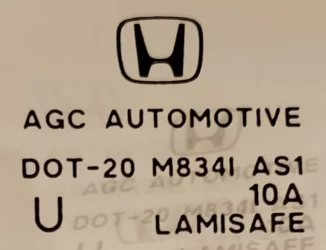 AGC AUTOMOTIVE
DOT-20 M834I AS1
10A
U LAMISAFE